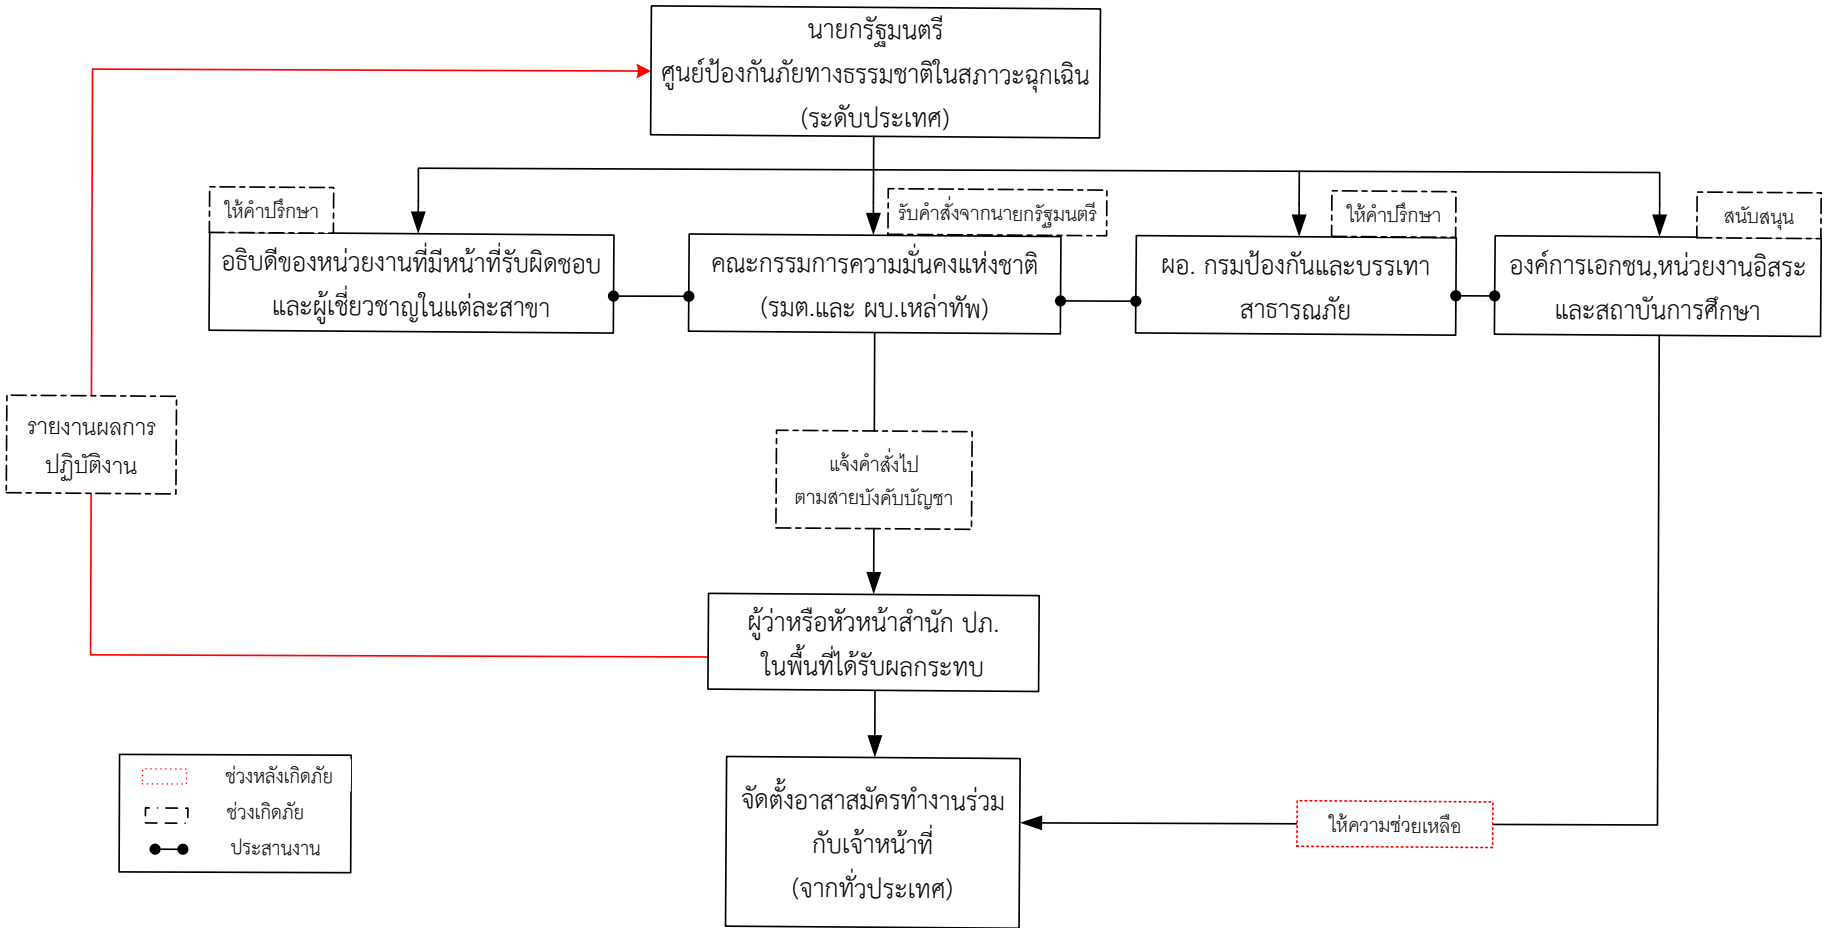 นายกรัฐมนตรี
ศูนย์ป้องกันภัยทางธรรมชาติในสภาวะฉุกเฉิน
(ระดับประเทศ)
ให้คำปรึกษา
รับคำสั่งจากนายกรัฐมนตรี
ให้คำปรึกษา
สนับสนุน
อธิบดีของหน่วยงานที่มีหน้าที่รับผิดชอบ
และผู้เชี่ยวชาญในแต่ละสาขา
คณะกรรมการความมั่นคงแห่งชาติ
(รมต.และ ผบ.เหล่าทัพ)
ผอ. กรมป้องกันและบรรเทา
สาธารณภัย
องค์การเอกชน,หน่วยงานอิสระ
และสถาบันการศึกษา
รายงานผลการ
ปฏิบัติงาน
แจ้งคำสั่งไป
ตามสายบังคับบัญชา
ผู้ว่าหรือหัวหน้าสำนัก ปภ.
ในพื้นที่ได้รับผลกระทบ
จัดตั้งอาสาสมัครทำงานร่วม
กับเจ้าหน้าที่
(จากทั่วประเทศ)
ให้ความช่วยเหลือ
ช่วงหลังเกิดภัย
ช่วงเกิดภัย
ประสานงาน